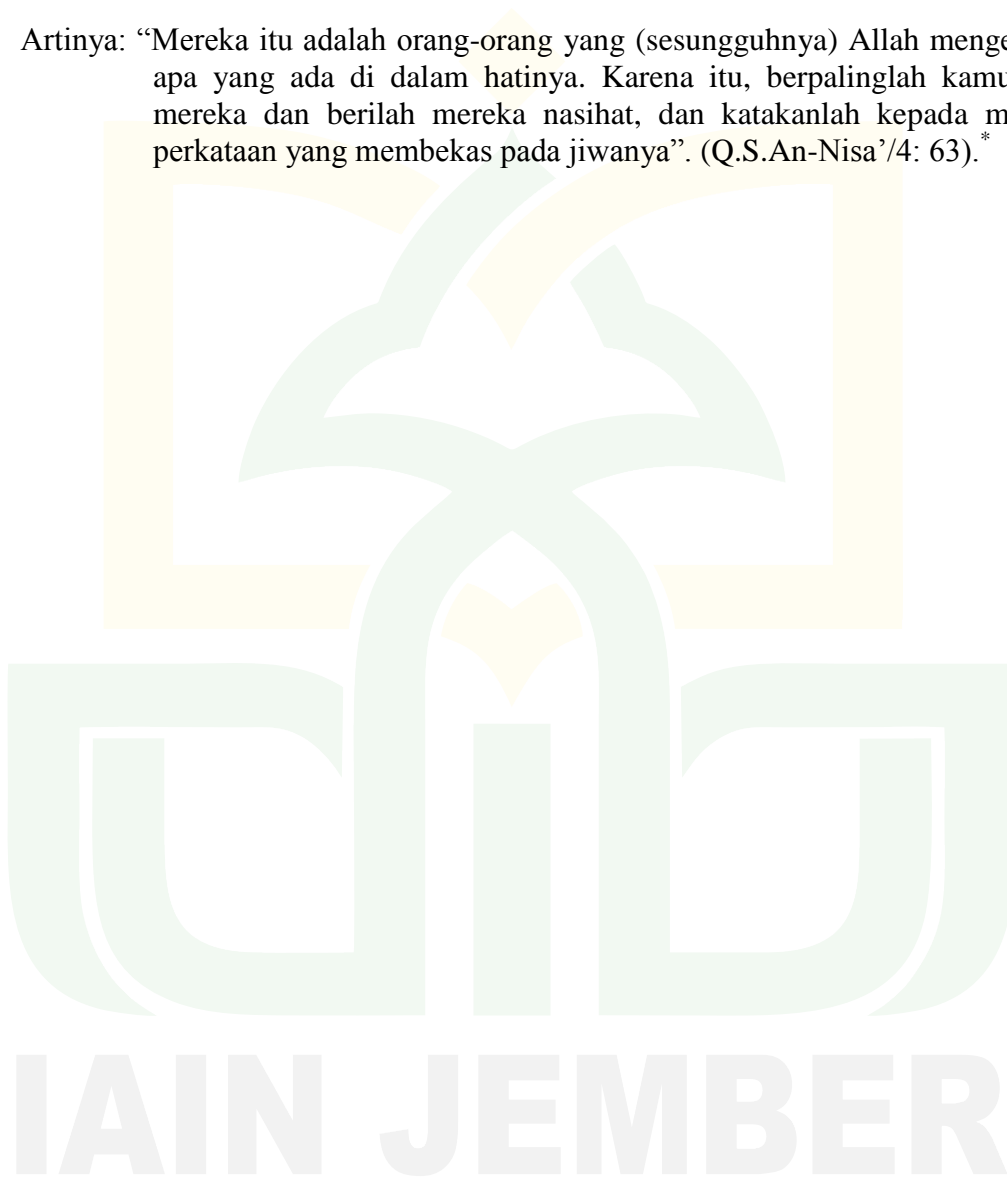 Artinya: “Mereka itu adalah orang-orang yang (sesungguhnya) Allah menge
apa yang ada di dalam hatinya. Karena itu, berpalinglah kamu
mereka dan berilah mereka nasihat, dan katakanlah kepada m
perkataan yang membekas pada jiwanya”. (Q.S.An-Nisa’/4: 63).*
IAIN JEMBER